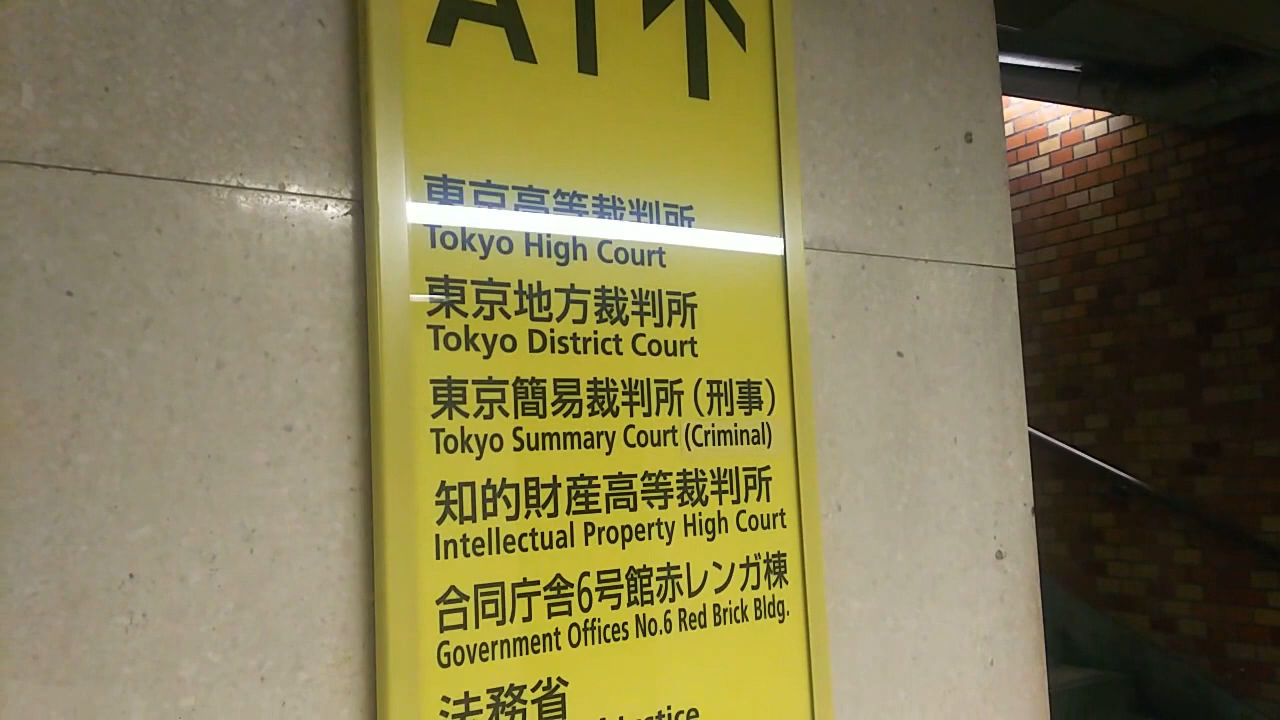 A1
東京高等裁判所
Tokyo High Court
東京地方裁判所
Tokyo District Court
東京簡易裁判所(刑事)
Tokyo Summary Court (Criminal)
知的財産高等裁判所
Intellectual Property High Court
合同庁舎6号館赤レンガ棟
Government Offices No.6 Red Brick Bldg.
法務省
Justice